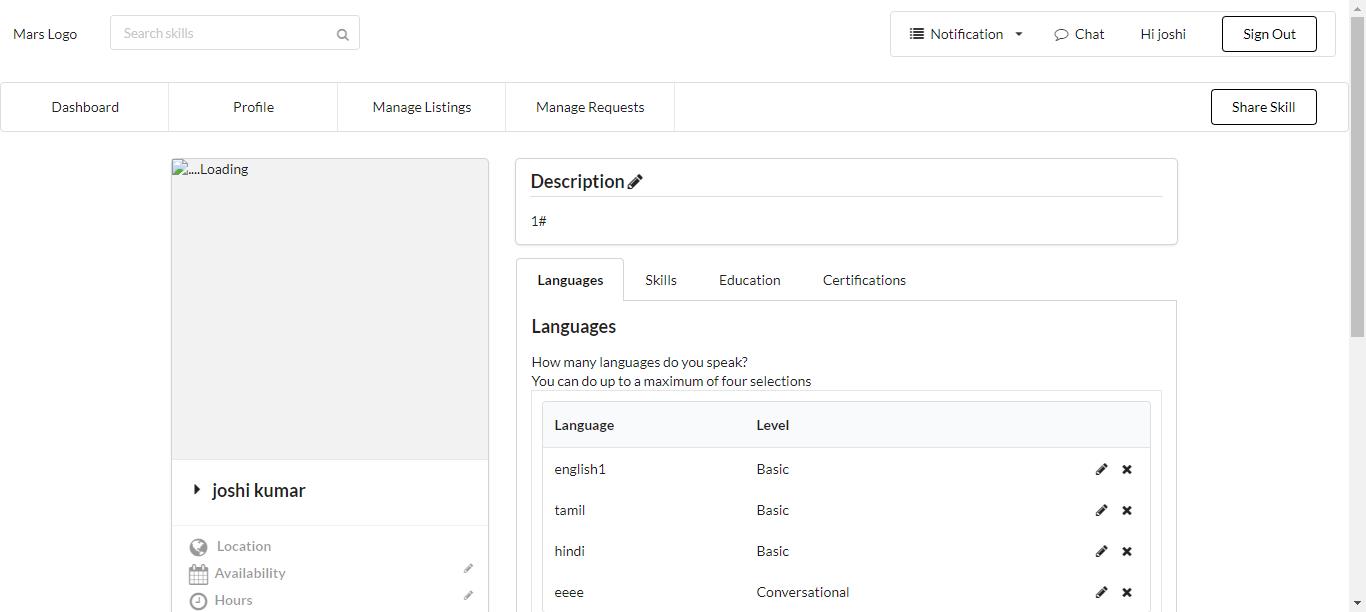 Mars Logo
Search skills
Notification
Chat
Hi joshi
Sign Out
Dashboard
Profile
Manage Listings
Manage Requests
Share Skill
....Loading
joshi kumar
Location
Availability
Hours
Description
1#
Languages
Skills
Education
Certifications
Languages
How many languages do you speak?
You can do up to a maximum of four selections
Language Level
english1 Basic
tamil Basic
hindi Basic
eeee Conversational